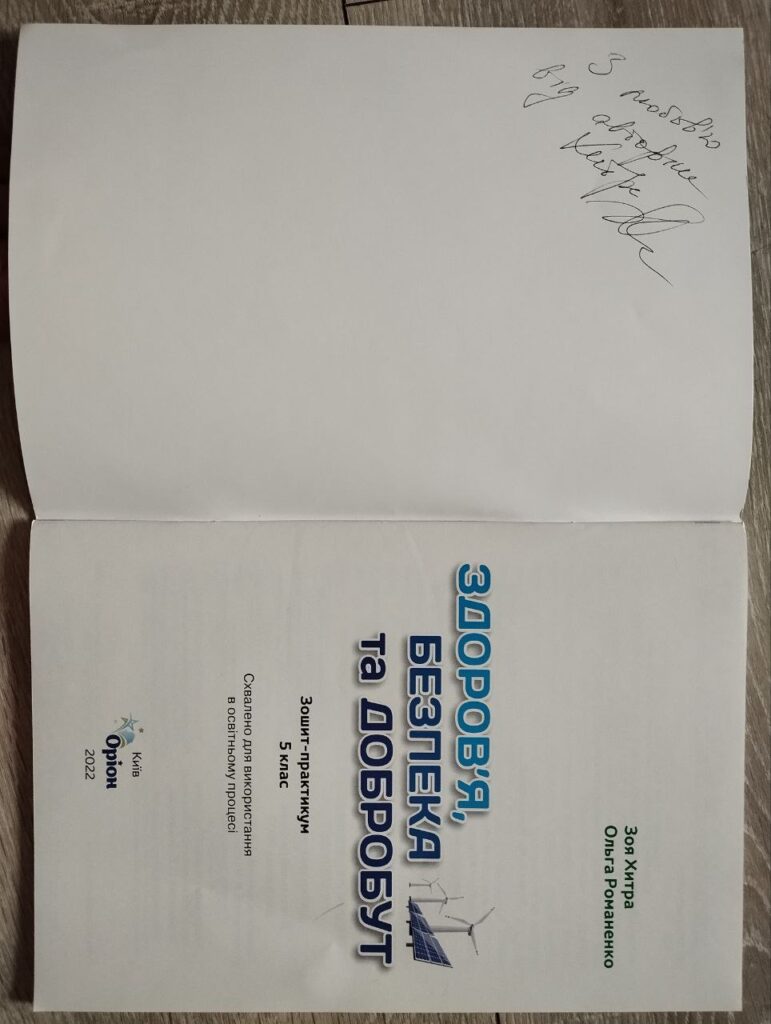 З любов'ю
від авторки
Хитра
Зоя Хитра
Ольга Романенко
ЗДОРОВ'Я,
БЕЗПЕКА
та ДОБРОБУТ
Зошит-практикум
5 клас
Схвалено для використання
в освітньому процесі
Київ
Оріон
2022